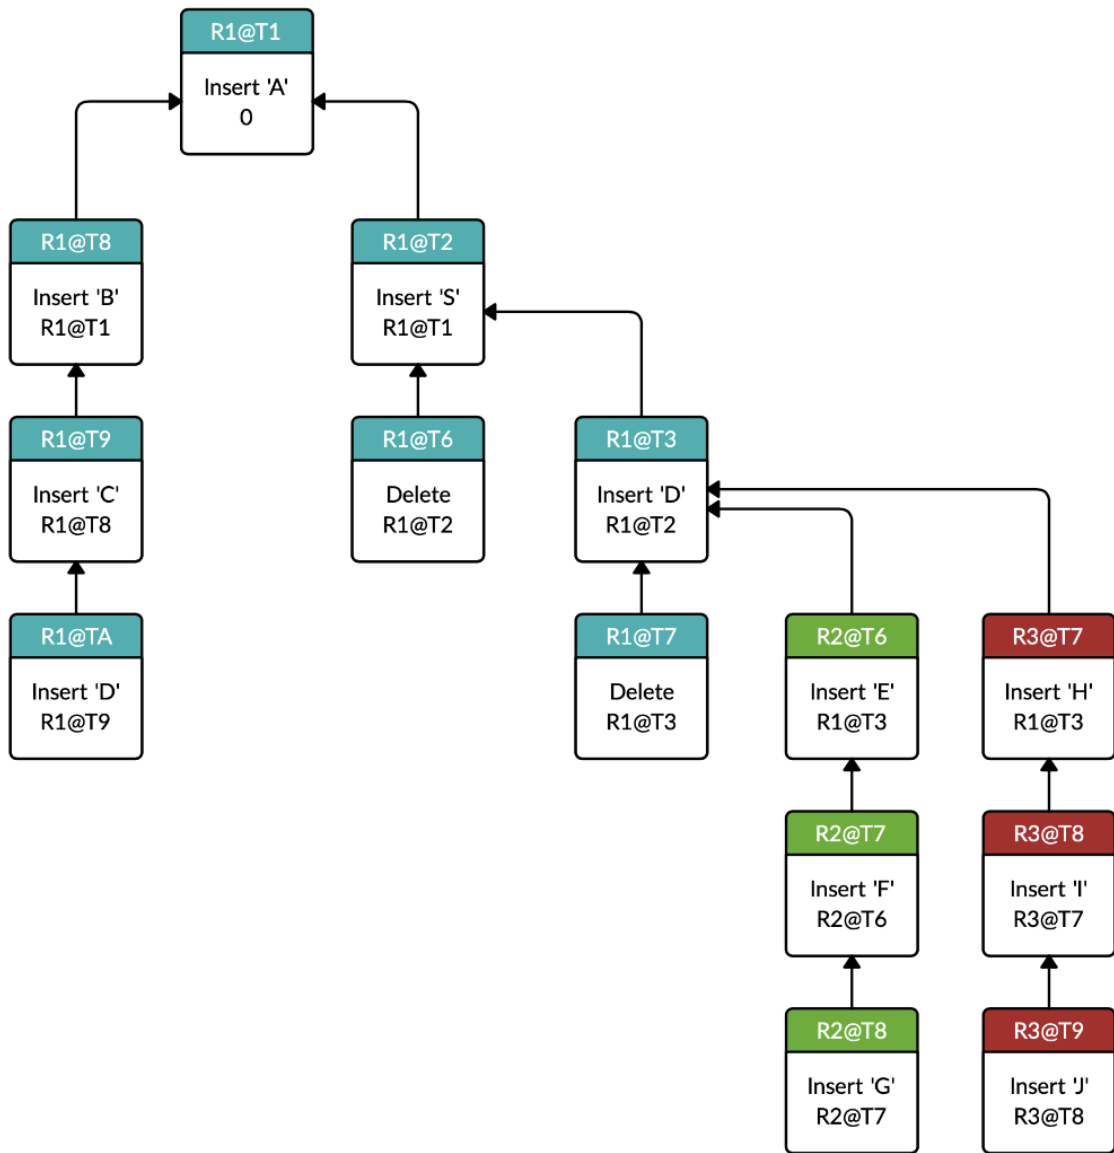 R1@T1
Insert 'A'
0
R1@T8
Insert 'B'
R1@T1
R1@T2
Insert 'S'
R1@T1
R1@T9
Insert 'C'
R1@T8
R1@T6
Delete
R1@T2
R1@T3
Insert 'D'
R1@T2
R1@TA
Insert 'D'
R1@T9
R1@T7
Delete
R1@T3
R2@T6
Insert 'E'
R1@T3
R3@T7
Insert 'H'
R1@T3
R2@T7
Insert 'F'
R2@T6
R3@T8
Insert 'I'
R3@T7
R2@T8
Insert 'G'
R2@T7
R3@T9
Insert 'J'
R3@T8